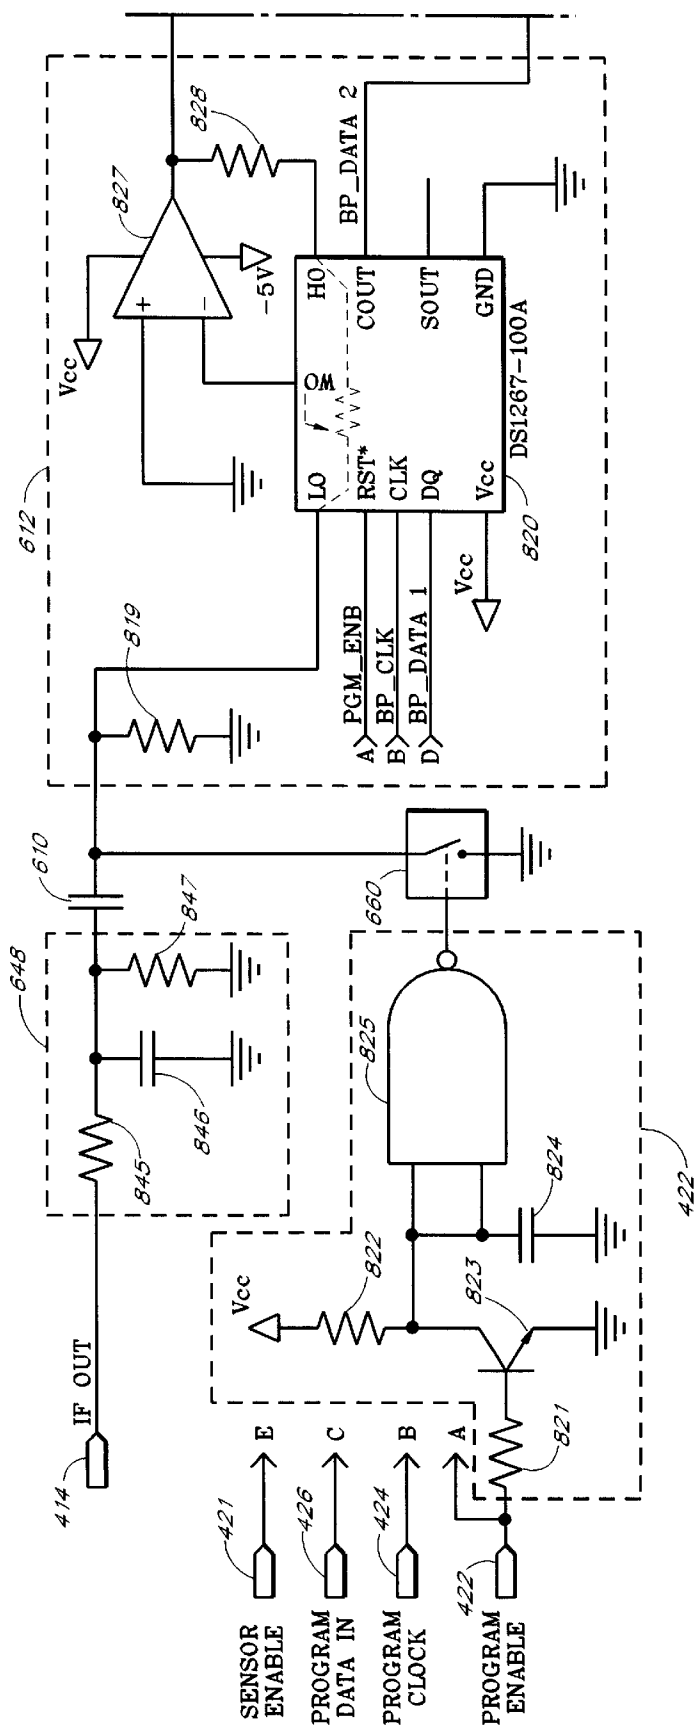 612
Vcc
827
828
+
−
-5V
819
LO
WO
HO
RST*
CLK
DQ
Vcc
COUT
SOUT
GND
BP_DATA 2
A
PGM_ENB
B
BP_CLK
D
BP_DATA 1
Vcc
820
DS1267-100A
610
648
847
846
845
IF OUT
414
660
825
824
422
Vcc
822
823
821
SENSOR
ENABLE
421
E
PROGRAM
DATA IN
426
C
PROGRAM
CLOCK
424
B
PROGRAM
ENABLE
422
A